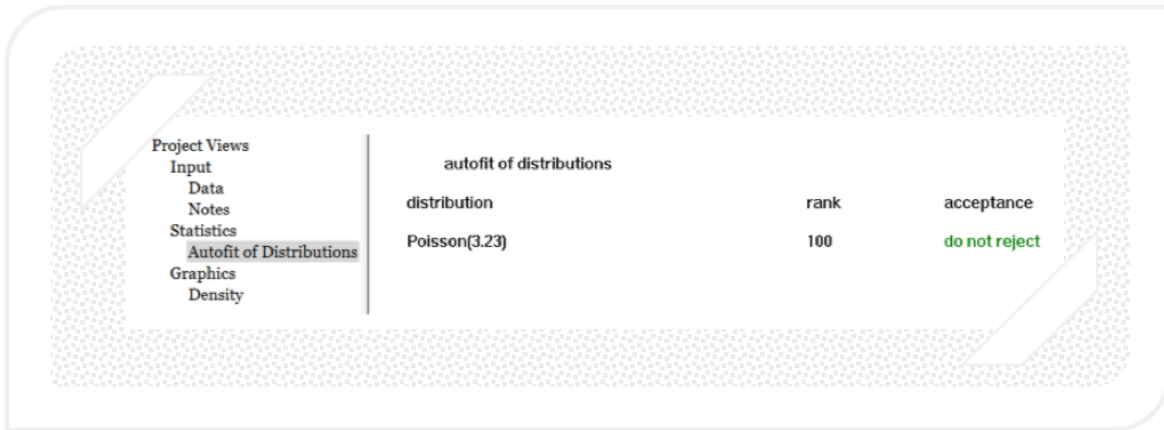 Project Views
Input
Data
Notes
Statistics
Autofit of Distributions
Graphics
Density
autofit of distributions
distribution rank acceptance
Poisson(3.23) 100 do not reject